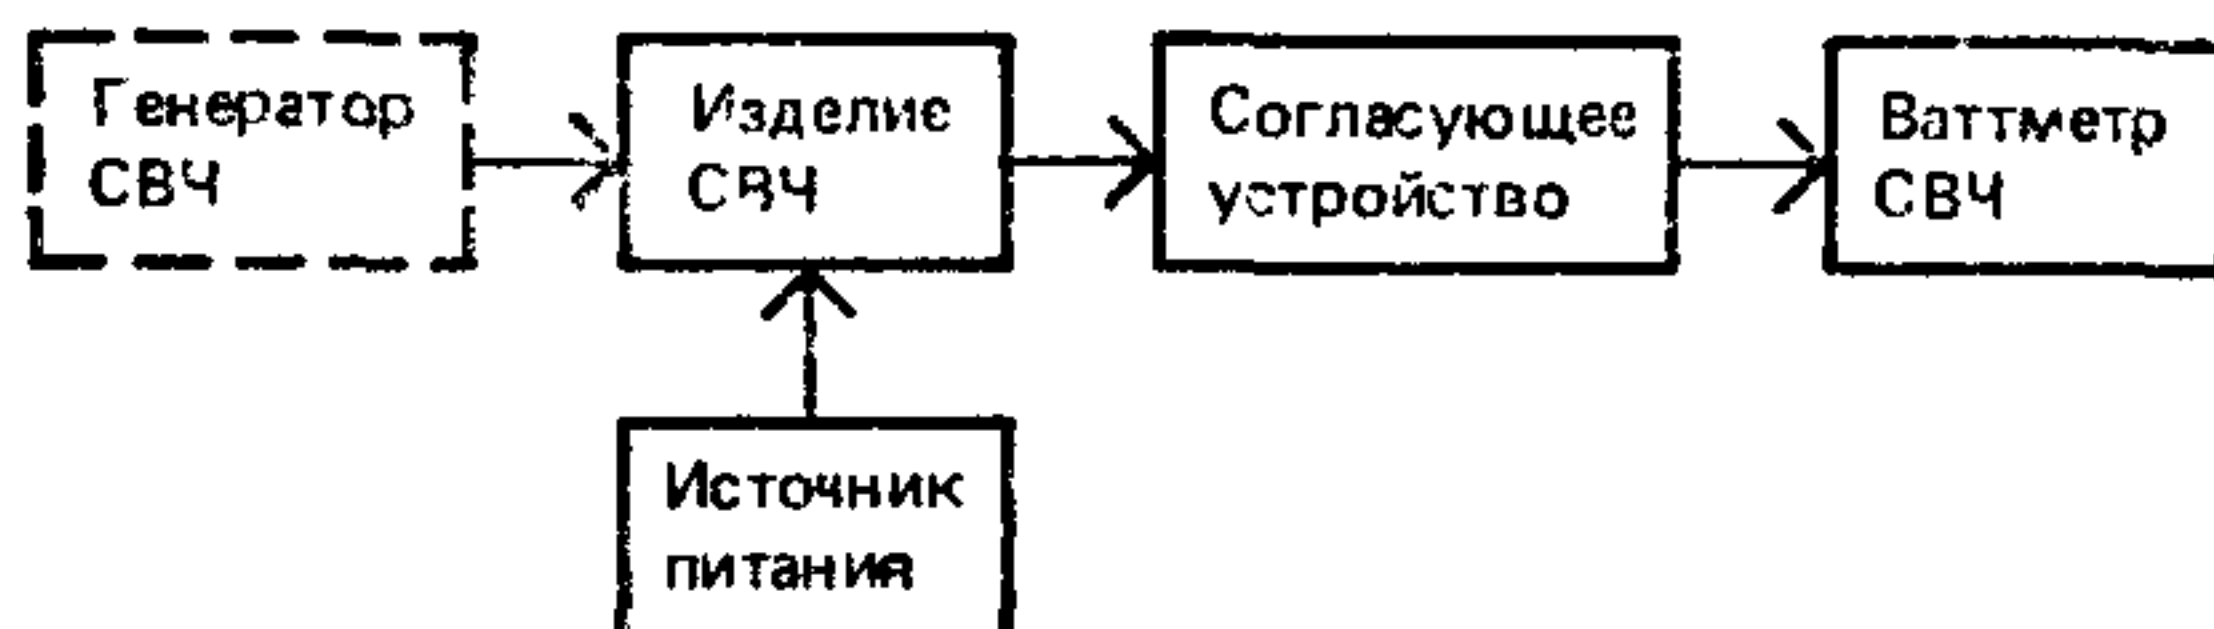 Генератор
СВЧ
Изделие
СВЧ
Согласующее
устройство
Ваттметр
СВЧ
Источник
питания